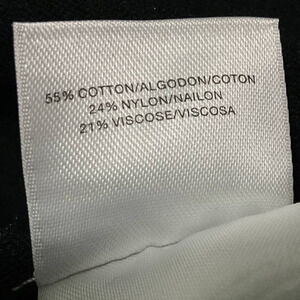 55% COTTON/ALGODON/COTON
24% NYLON/NAILON
21% VISCOSE/VISCOSA